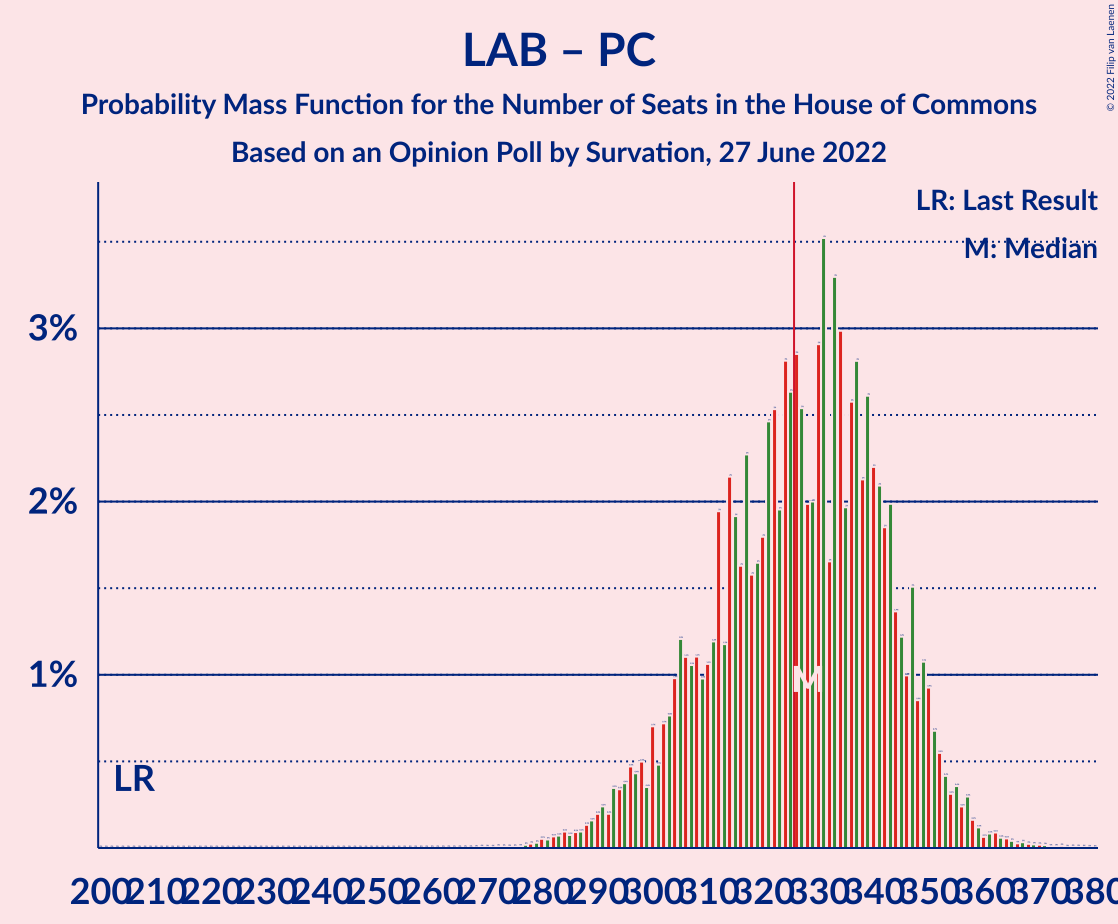 © 2022 Filip van Laenen
LAB – PC
Probability Mass Function for the Number of Seats in the House of Commons
Based on an Opinion Poll by Survation, 27 June 2022
LR: Last Result
M: Median
3%
2%
1%
M
LR
200 210 220 230 240 250 260 270 280 290 300 310 320 330 340 350 360 370 380